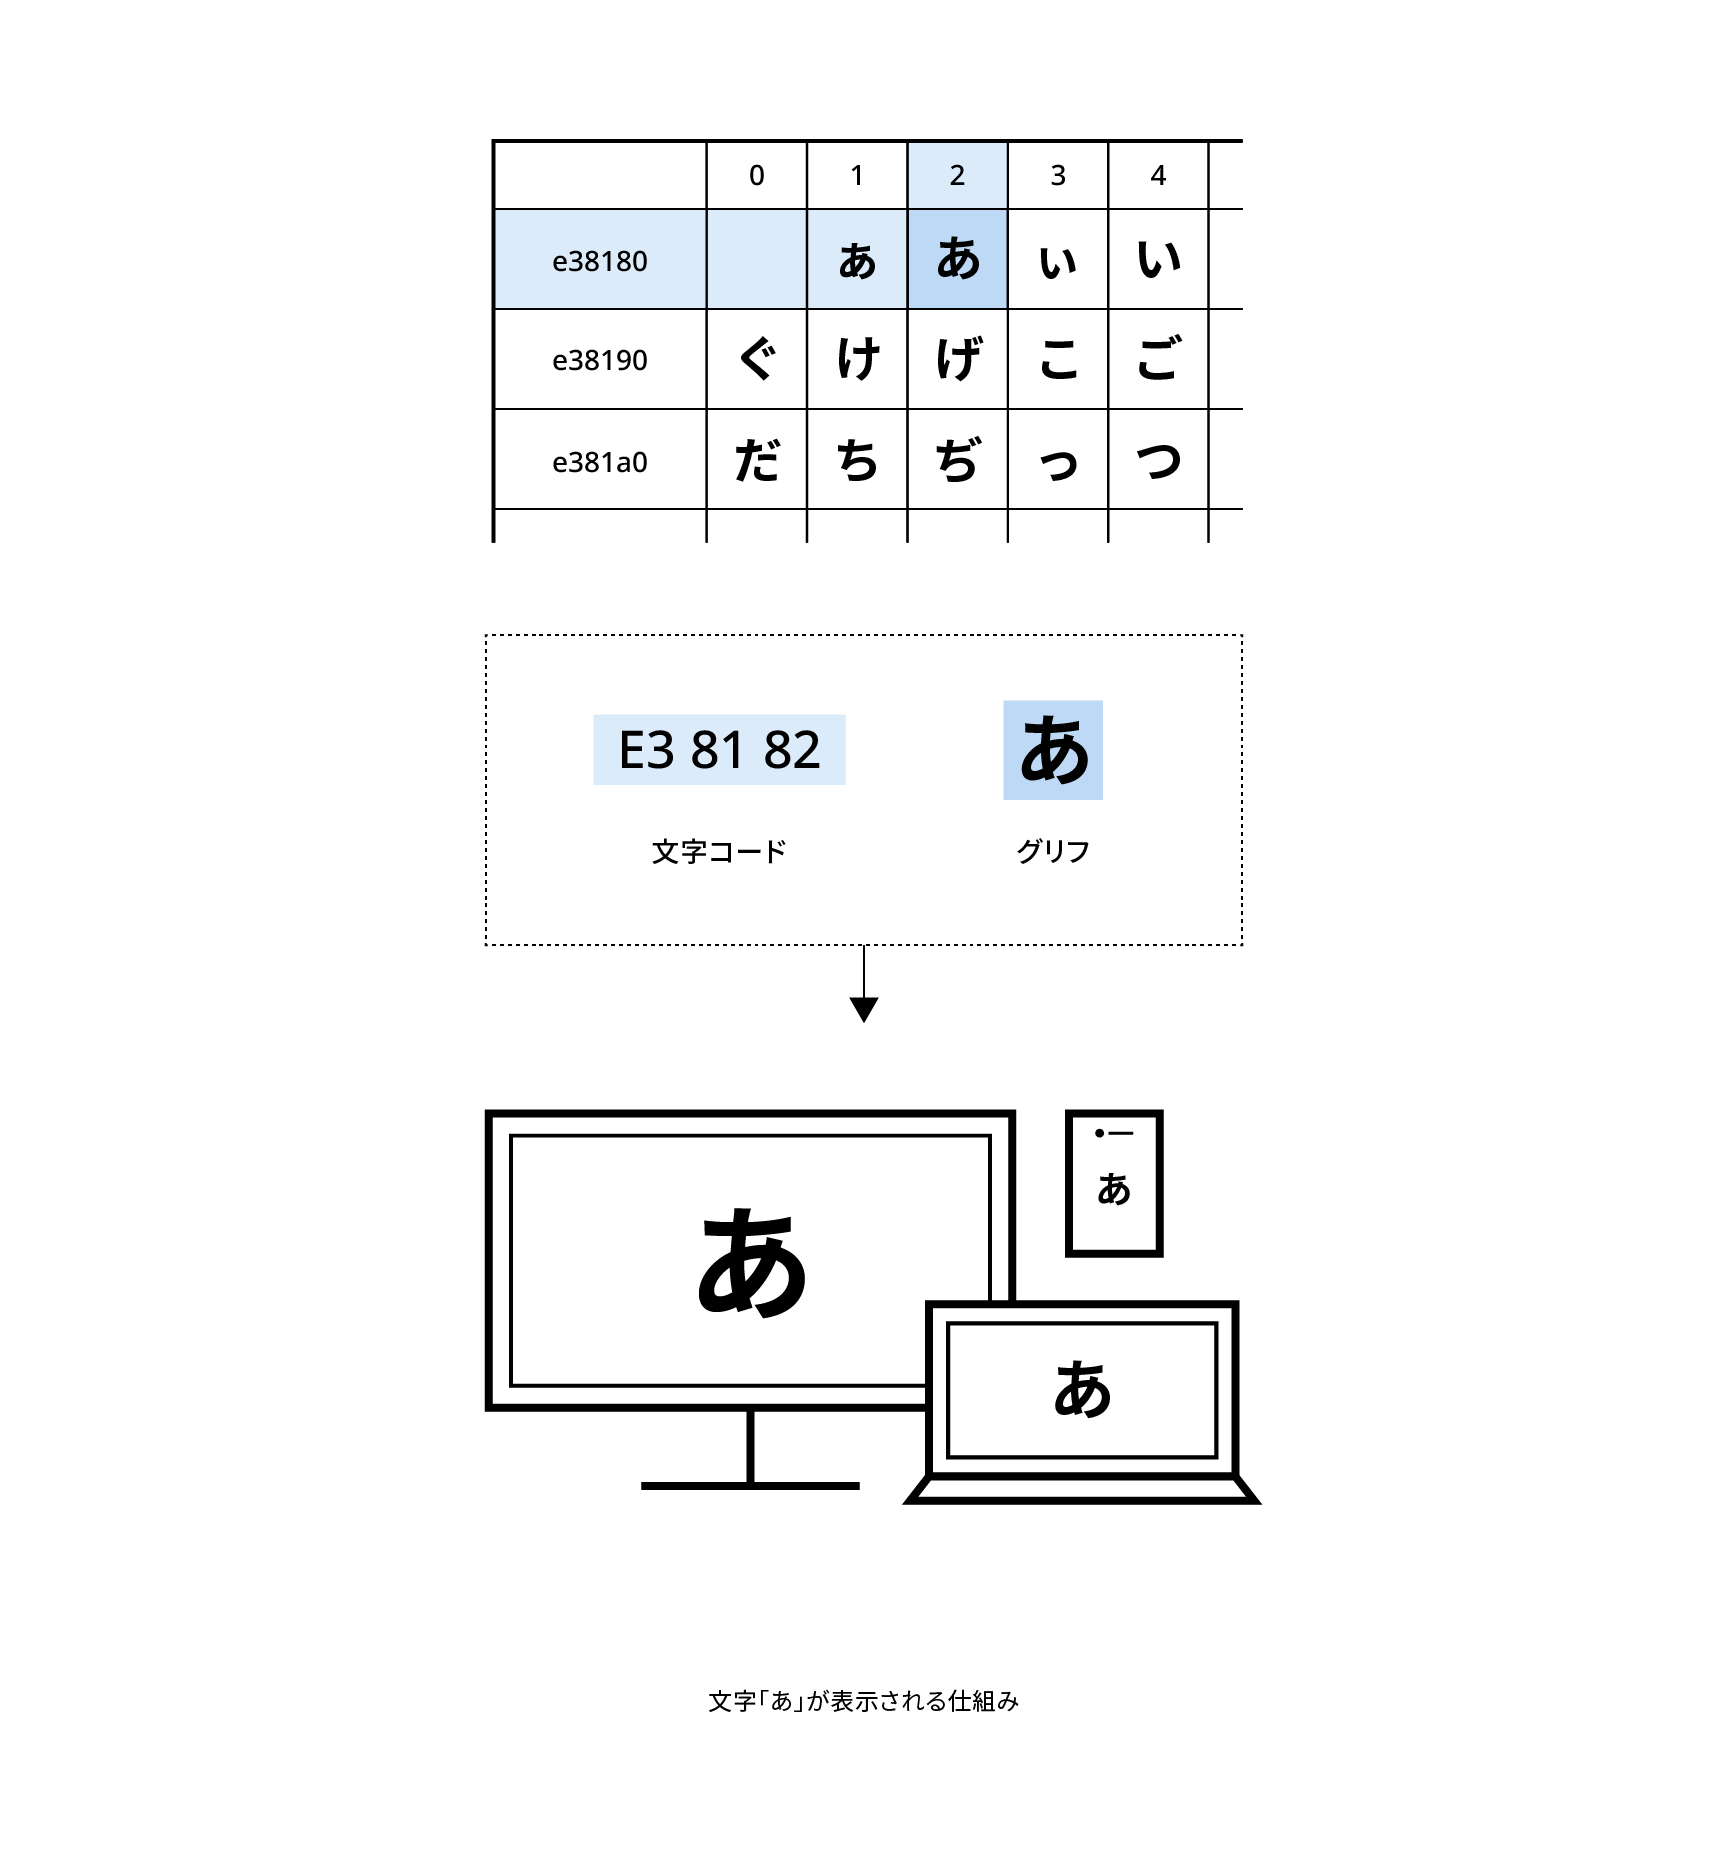 0 1 2 3 4
e38180 ぁ あ ぃ い
e38190 ぐ け げ こ ご
e381a0 だ ち ぢ っ つ
E3 81 82 あ
文字コード グリフ
あ
あ
あ
文字「あ」が表示される仕組み